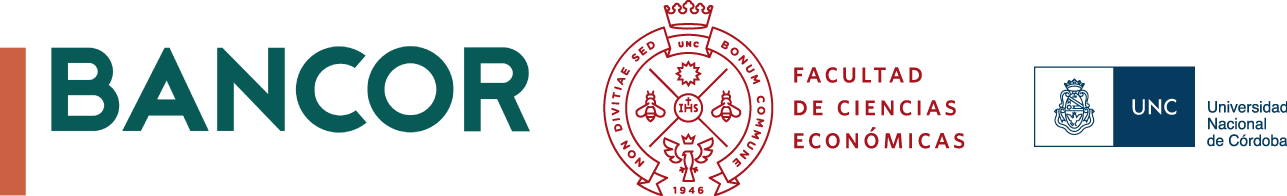 BANCOR
NON DIVITIAE SED UNC BONUM COMMUNE
IHS
1946
FACULTAD
DE CIENCIAS
ECONÓMICAS
UNC
Universidad
Nacional
de Córdoba